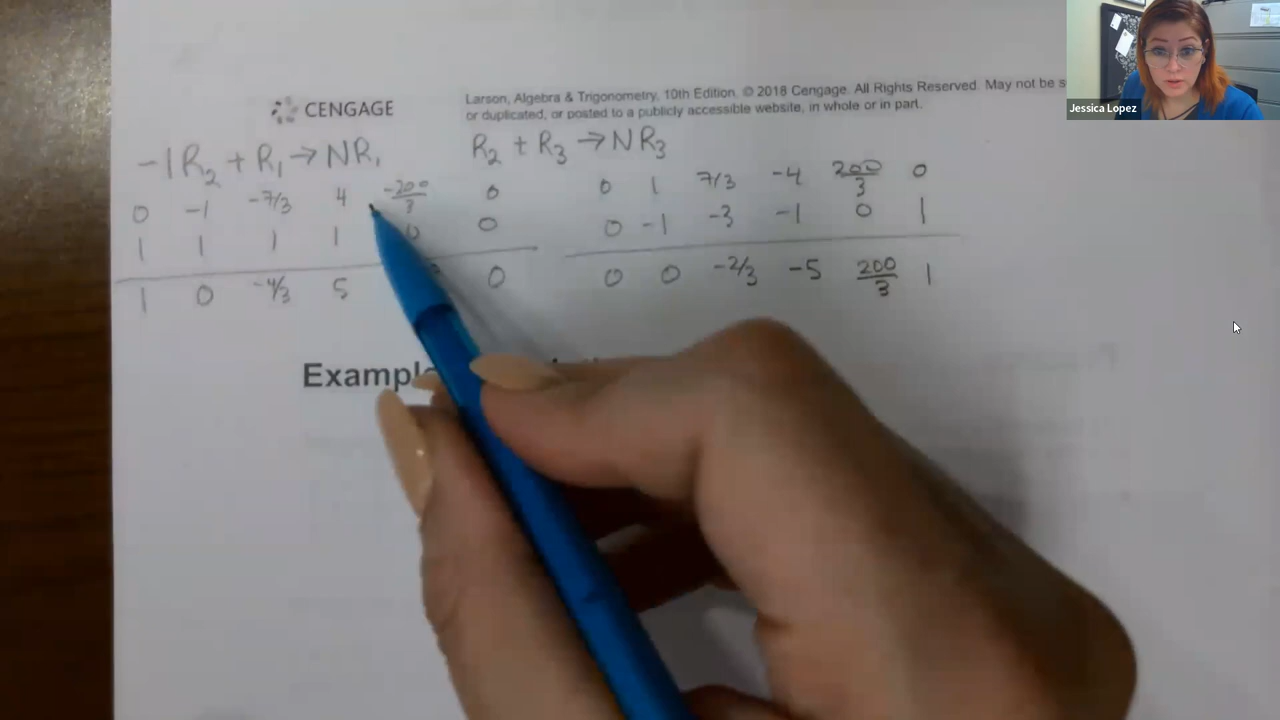 Jessica Lopez
CENGAGE
Larson, Algebra & Trigonometry, 10th Edition. © 2018 Cengage. All Rights Reserved. May not be s
or duplicated, or posted to a publicly accessible website, in whole or in part.
-1R₂ + R₁ → NR₁
0 -1 -7/3 4 -200/3 0
1 1 1 1 0 0
1 0 -4/3 5 0
R₂ + R₃ → NR₃
0 1 7/3 -4 200/3 0
0 -1 -3 -1 0 1
0 0 -2/3 -5 200/3 1
Exampl